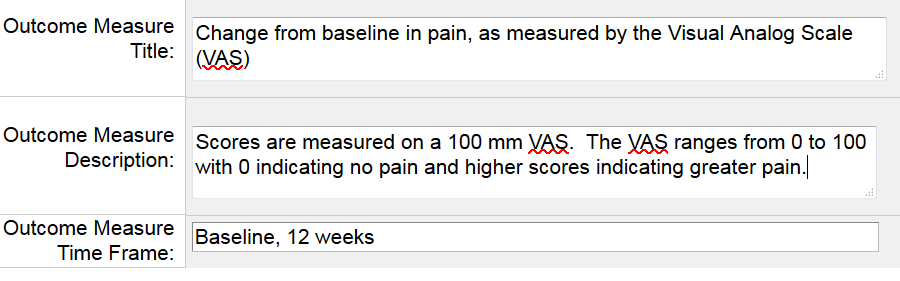 Outcome Measure Title:
Change from baseline in pain, as measured by the Visual Analog Scale
(VAS)
Outcome Measure Description:
Scores are measured on a 100 mm VAS.  The VAS ranges from 0 to 100
with 0 indicating no pain and higher scores indicating greater pain.
Outcome Measure Time Frame:
Baseline, 12 weeks